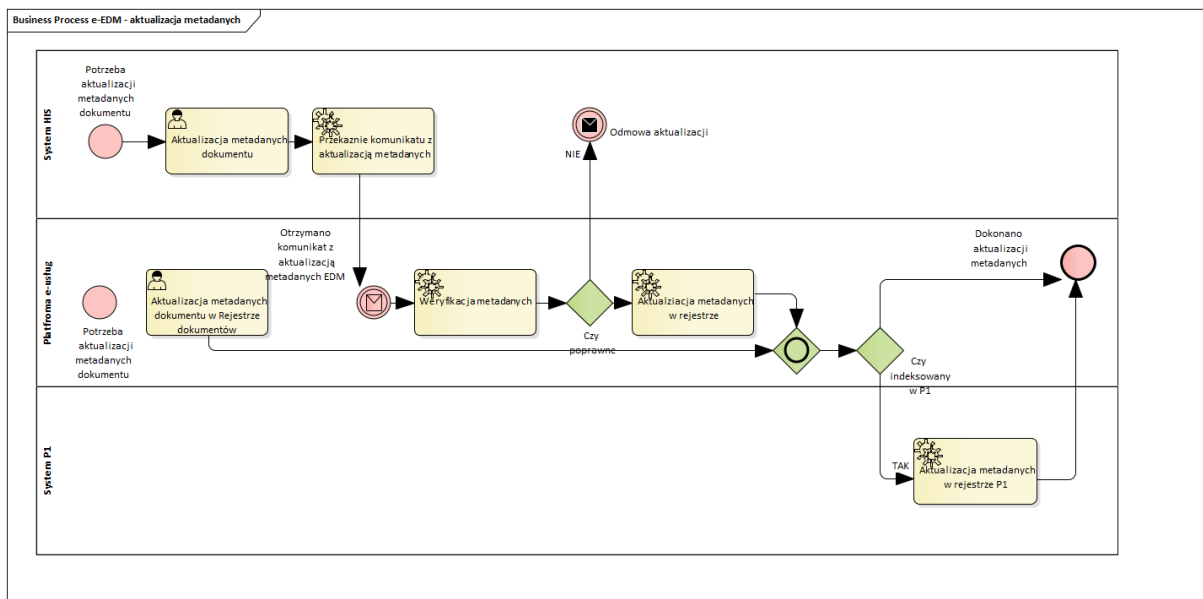 Business Process e-EDM - aktualizacja metadanych
System HIS
Potrzeba
aktualizacji
metadanych
dokumentu
Aktualizacja metadanych
dokumentu
Przekaznie komunikatu z
aktualizacją metadanych
Odmowa aktualizacji
NIE
Platfroma e-usług
Potrzeba
aktualizacji
metadanych
dokumentu
Aktualizacja metadanych
dokumentu w Rejestrze
dokumentów
Otrzymano
komunikat z
aktualizacją
metadanych EDM
Weryfikacja metadanych
Czy
poprawne
Aktualziacja metadanych
w rejestrze
Czy
indeksowany
w P1
Dokonano
aktualizacji
metadanych
System P1
TAK
Aktualizacja metadanych
w rejestrze P1